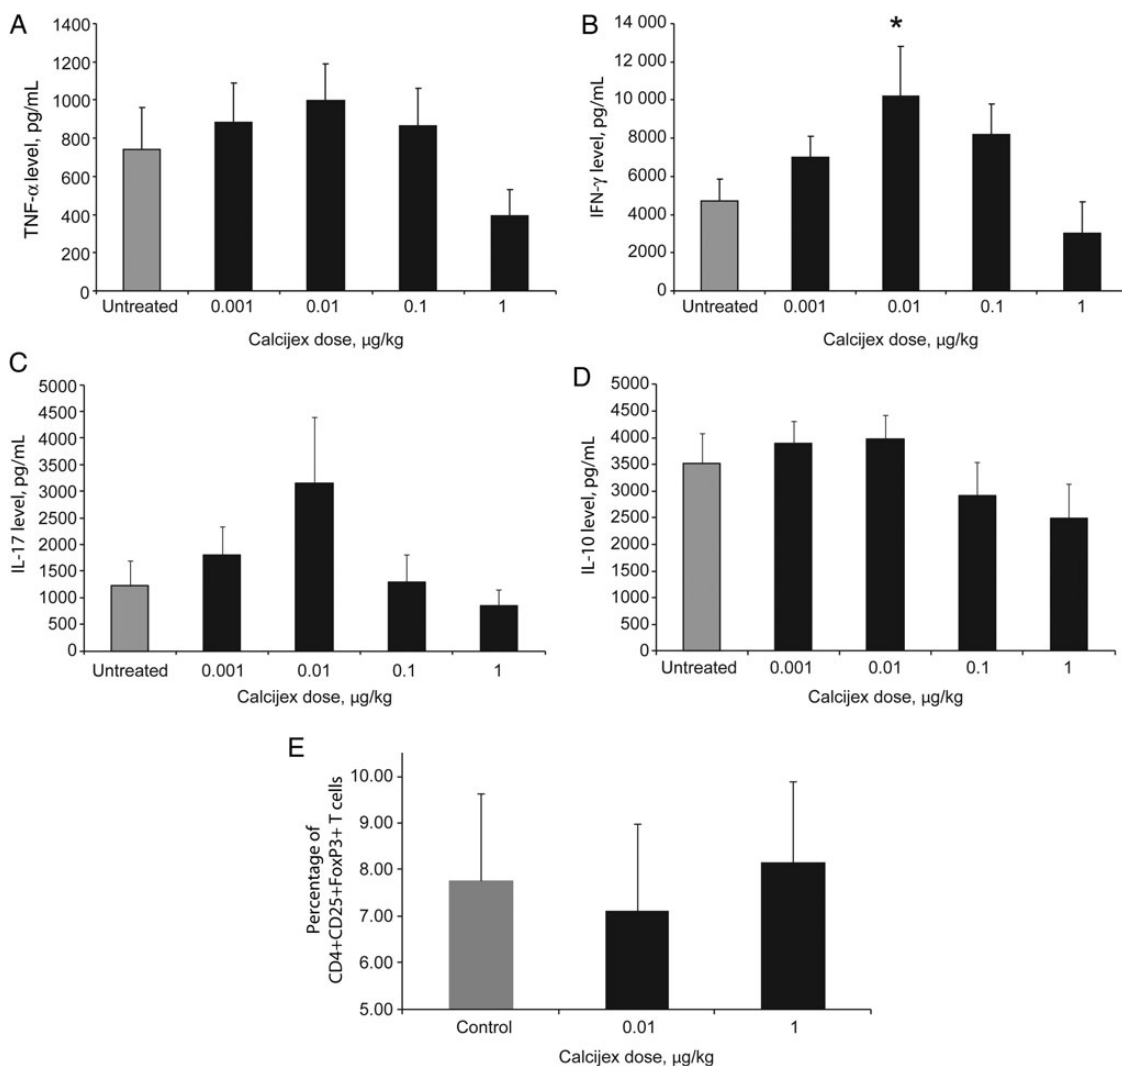 A
TNF-α level, pg/mL
1400
1200
1000
800
600
400
200
0
Untreated 0.001 0.01 0.1 1
Calcijex dose, µg/kg
B
IFN-γ level, pg/mL
14 000
12 000
10 000
8000
6000
4000
2000
0
*
Untreated 0.001 0.01 0.1 1
Calcijex dose, µg/kg
C
IL-17 level, pg/mL
5000
4500
4000
3500
3000
2500
2000
1500
1000
500
0
Untreated 0.001 0.01 0.1 1
Calcijex dose, µg/kg
D
IL-10 level, pg/mL
5000
4500
4000
3500
3000
2500
2000
1500
1000
500
0
Untreated 0.001 0.01 0.1 1
Calcijex dose, µg/kg
E
Percentage of
CD4+CD25+FoxP3+ T cells
10.00
9.00
8.00
7.00
6.00
5.00
Control 0.01 1
Calcijex dose, µg/kg